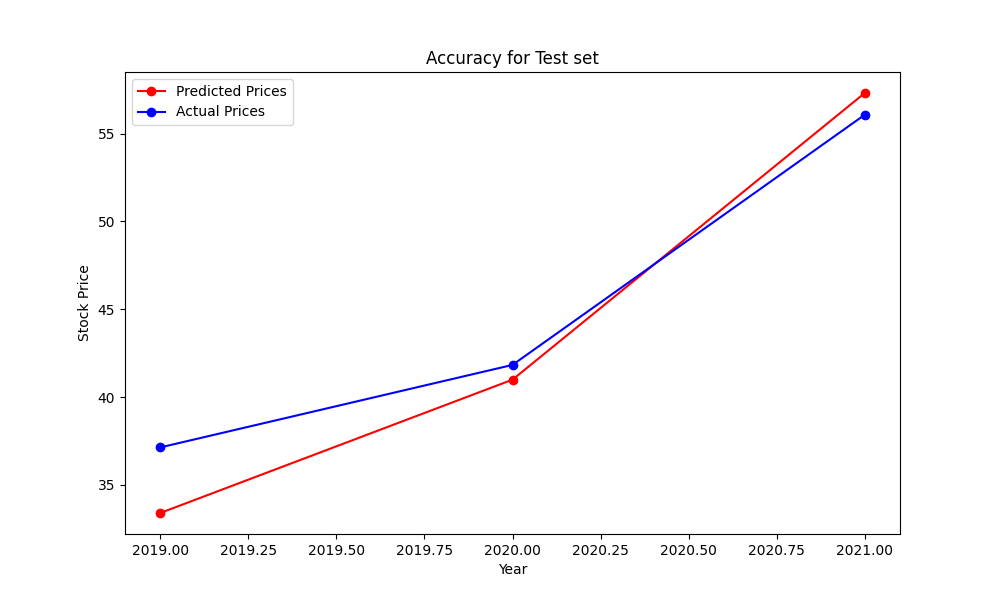 Accuracy for Test set
Predicted Prices
Actual Prices
55
50
45
40
35
Stock Price
2019.00 2019.25 2019.50 2019.75 2020.00 2020.25 2020.50 2020.75 2021.00
Year